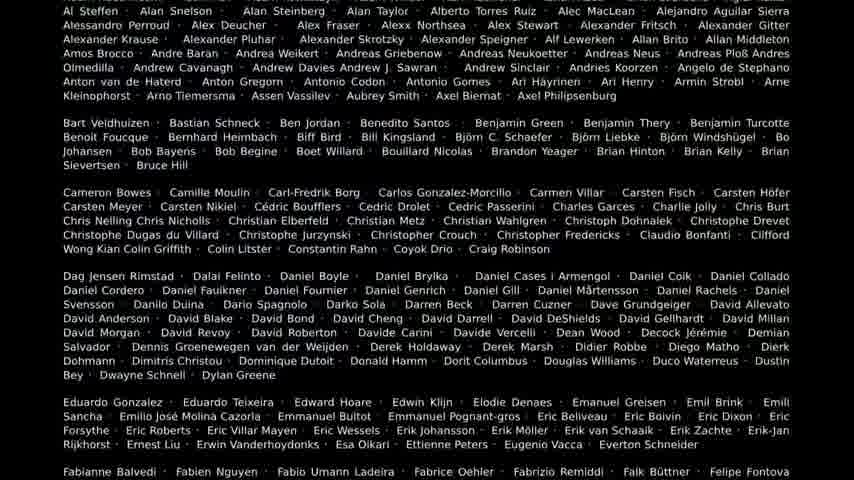 Al Steffen · Alan Snelson · Alan Steinberg · Alan Taylor · Alberto Torres Ruiz · Alec MacLean · Alejandro Aguilar Sierra
Alessandro Perroud · Alex Deucher · Alex Fraser · Alexx Northsea · Alex Stewart · Alexander Fritsch · Alexander Gitter
Alexander Krause · Alexander Pluhar · Alexander Skrotzky · Alexander Speigner · Alf Lewerken · Allan Brito · Allan Middleton
Amos Brocco · Andre Baran · Andrea Weikert · Andreas Griebenow · Andreas Neukoetter · Andreas Neus · Andreas Ploß Andres
Olmedilla · Andrew Cavanagh · Andrew Davies Andrew J. Sawran · Andrew Sinclair · Andries Koorzen · Angelo de Stephano
Anton van de Haterd · Anton Gregorn · Antonio Codon · Antonio Gomes · Ari Häyrinen · Ari Henry · Armin Strobl · Arne
Kleinophorst · Arno Tiemersma · Assen Vassilev · Aubrey Smith · Axel Biemat · Axel Philipsenburg
Bart Veldhuizen · Bastian Schneck · Ben Jordan · Benedito Santos · Benjamin Green · Benjamin Thery · Benjamin Turcotte
Benoit Foucque · Bernhard Heimbach · Biff Bird · Bill Kingsland · Björn C. Schaefer · Björn Liebke · Björn Windshügel · Bo
Johansen · Bob Bayens · Bob Begine · Boet Willard · Bouillard Nicolas · Brandon Yeager · Brian Hinton · Brian Kelly · Brian
Sievertsen · Bruce Hill
Cameron Bowes · Camille Moulin · Carl-Fredrik Borg · Carlos Gonzalez-Morcillo · Carmen Villar · Carsten Fisch · Carsten Höfer
Carsten Meyer · Carsten Nikiel · Cédric Boufflers · Cedric Drolet · Cedric Passerini · Charles Garces · Charlie Jolly · Chris Burt
Chris Nelling Chris Nicholls · Christian Elberfeld · Christian Metz · Christian Wahlgren · Christoph Dohnalek · Christophe Drevet
Christophe Dugas du Villard · Christophe Jurzynski · Christopher Crouch · Christopher Fredericks · Claudio Bonfanti · Clifford
Wong Kian Colin Griffith · Colin Litster · Constantin Rahn · Coyok Drio · Craig Robinson
Dag Jensen Rimstad · Dalai Felinto · Daniel Boyle · Daniel Brylka · Daniel Cases i Armengol · Daniel Coik · Daniel Collado
Daniel Cordero · Daniel Faulkner · Daniel Fournier · Daniel Genrich · Daniel Gill · Daniel Mårtensson · Daniel Rachels · Daniel
Svensson · Danilo Duina · Dario Spagnolo · Darko Sola · Darren Beck · Darren Cuzner · Dave Grundgeiger · David Allevato
David Anderson · David Blake · David Bond · David Cheng · David Darrell · David DeShields · David Gellhardt · David Millan
David Morgan · David Revoy · David Roberton · Davide Carini · Davide Vercelli · Dean Wood · Decock Jérémie · Demian
Salvador · Dennis Groenewegen van der Weijden · Derek Holdaway · Derek Marsh · Didier Robbe · Diego Matho · Dierk
Dohmann · Dimitris Christou · Dominique Dutoit · Donald Hamm · Dorit Columbus · Douglas Williams · Duco Waterreus · Dustin
Bey · Dwayne Schnell · Dylan Greene
Eduardo Gonzalez · Eduardo Teixeira · Edward Hoare · Edwin Klijn · Elodie Denaes · Emanuel Greisen · Emil Brink · Emili
Sancha · Emilio José Molina Cazorla · Emmanuel Bultot · Emmanuel Pognant-gros · Eric Beliveau · Eric Boivin · Eric Dixon · Eric
Forsythe · Eric Roberts · Eric Villar Mayen · Eric Wessels · Erik Johansson · Erik Möller · Erik van Schaaik · Erik Zachte · Erik-Jan
Rijkhorst · Ernest Liu · Erwin Vanderhoydonks · Esa Oikari · Ettienne Peters · Eugenio Vacca · Everton Schneider
Fabianne Balvedi · Fabien Nguyen · Fabio Umann Ladeira · Fabrice Oehler · Fabrizio Remiddi · Falk Büttner · Felipe Fontova